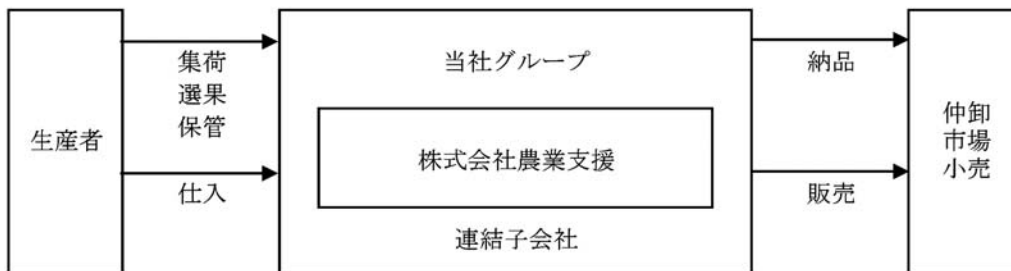 生産者
集荷
選果
保管
仕入
当社グループ
株式会社農業支援
連結子会社
納品
販売
仲卸
市場
小売